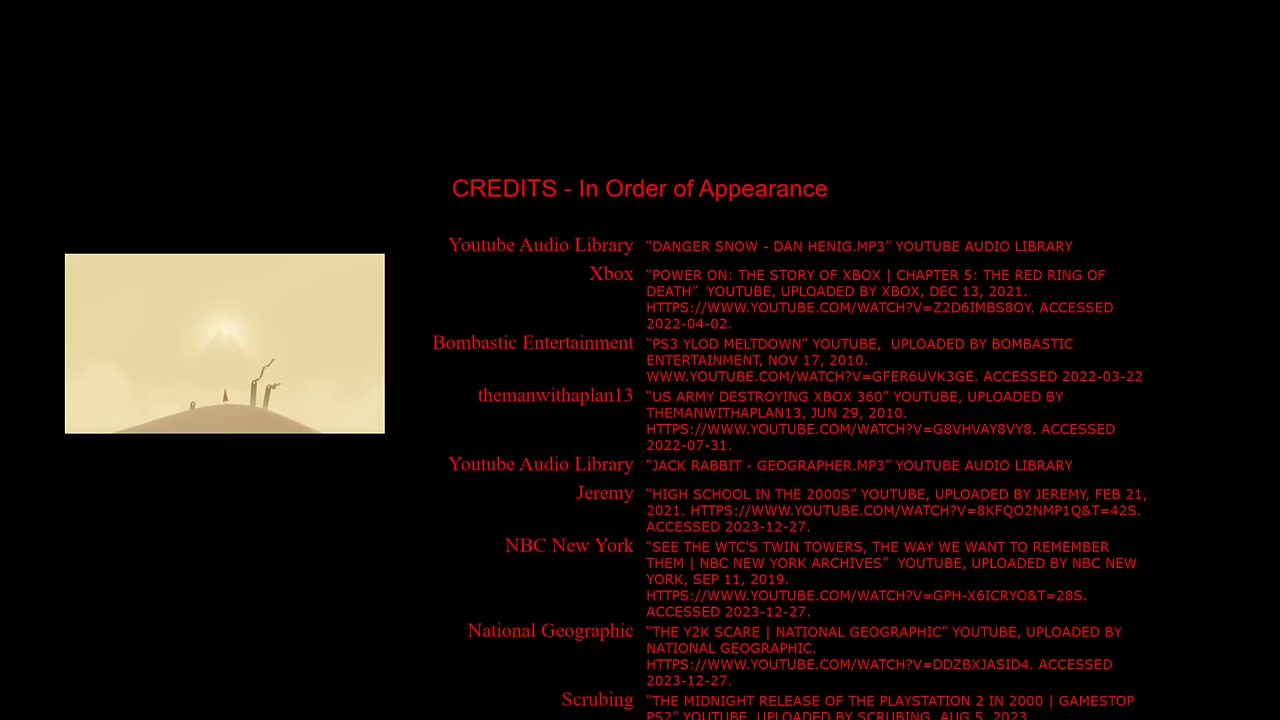 CREDITS - In Order of Appearance
Youtube Audio Library "DANGER SNOW - DAN HENIG.MP3" YOUTUBE AUDIO LIBRARY
Xbox "POWER ON: THE STORY OF XBOX | CHAPTER 5: THE RED RING OF
DEATH" YOUTUBE, UPLOADED BY XBOX, DEC 13, 2021.
HTTPS://WWW.YOUTUBE.COM/WATCH?V=Z2D6IMBS8OY. ACCESSED
2022-04-02.
Bombastic Entertainment "PS3 YLOD MELTDOWN" YOUTUBE, UPLOADED BY BOMBASTIC
ENTERTAINMENT, NOV 17, 2010.
WWW.YOUTUBE.COM/WATCH?V=GFER6UVK3GE. ACCESSED 2022-03-22
themanwithaplan13 "US ARMY DESTROYING XBOX 360" YOUTUBE, UPLOADED BY
THEMANWITHAPLAN13, JUN 29, 2010.
HTTPS://WWW.YOUTUBE.COM/WATCH?V=G8VHVAY8VY8. ACCESSED
2022-07-31.
Youtube Audio Library "JACK RABBIT - GEOGRAPHER.MP3" YOUTUBE AUDIO LIBRARY
Jeremy "HIGH SCHOOL IN THE 2000S" YOUTUBE, UPLOADED BY JEREMY, FEB 21,
2021. HTTPS://WWW.YOUTUBE.COM/WATCH?V=8KFQO2NMP1Q&T=42S.
ACCESSED 2023-12-27.
NBC New York "SEE THE WTC'S TWIN TOWERS, THE WAY WE WANT TO REMEMBER
THEM | NBC NEW YORK ARCHIVES" YOUTUBE, UPLOADED BY NBC NEW
YORK, SEP 11, 2019.
HTTPS://WWW.YOUTUBE.COM/WATCH?V=GPH-X6ICRYO&T=28S.
ACCESSED 2023-12-27.
National Geographic "THE Y2K SCARE | NATIONAL GEOGRAPHIC" YOUTUBE, UPLOADED BY
NATIONAL GEOGRAPHIC.
HTTPS://WWW.YOUTUBE.COM/WATCH?V=DDZBXJASID4. ACCESSED
2023-12-27.
Scrubing "THE MIDNIGHT RELEASE OF THE PLAYSTATION 2 IN 2000 | GAMESTOP
PS2" YOUTUBE, UPLOADED BY SCRUBING, AUG 5, 2023.